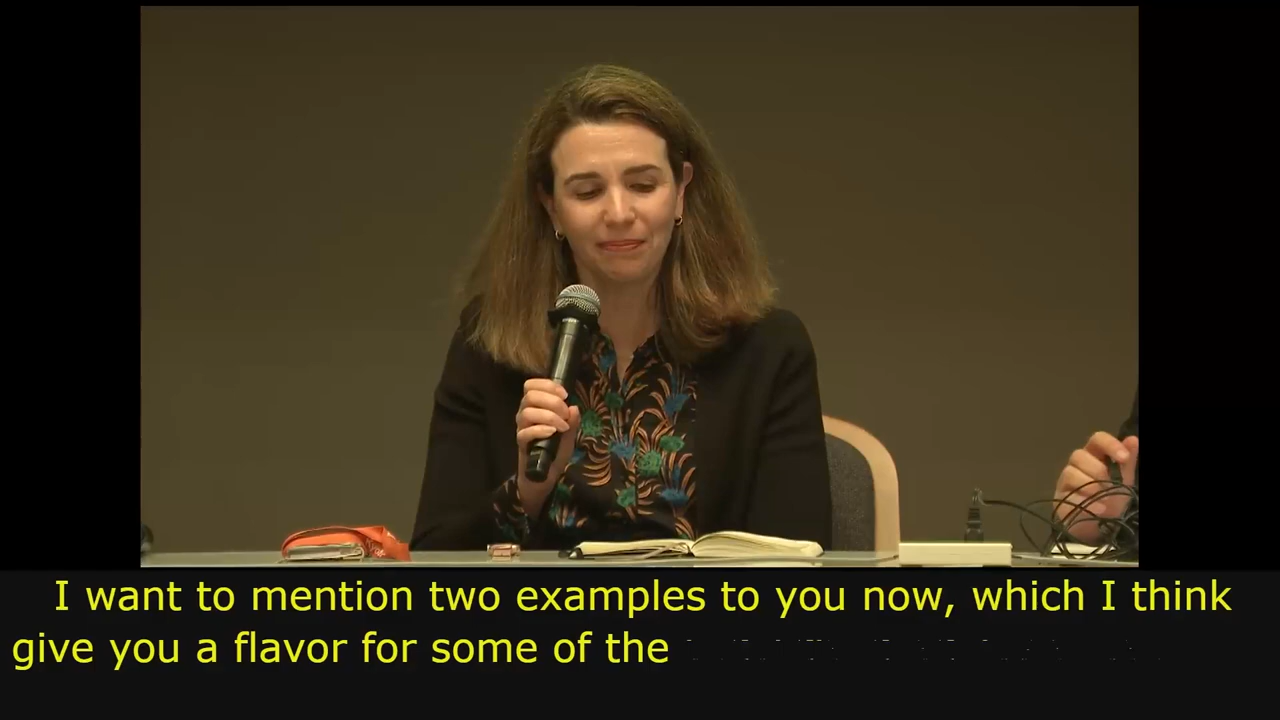 I want to mention two examples to you now, which I think
give you a flavor for some of the